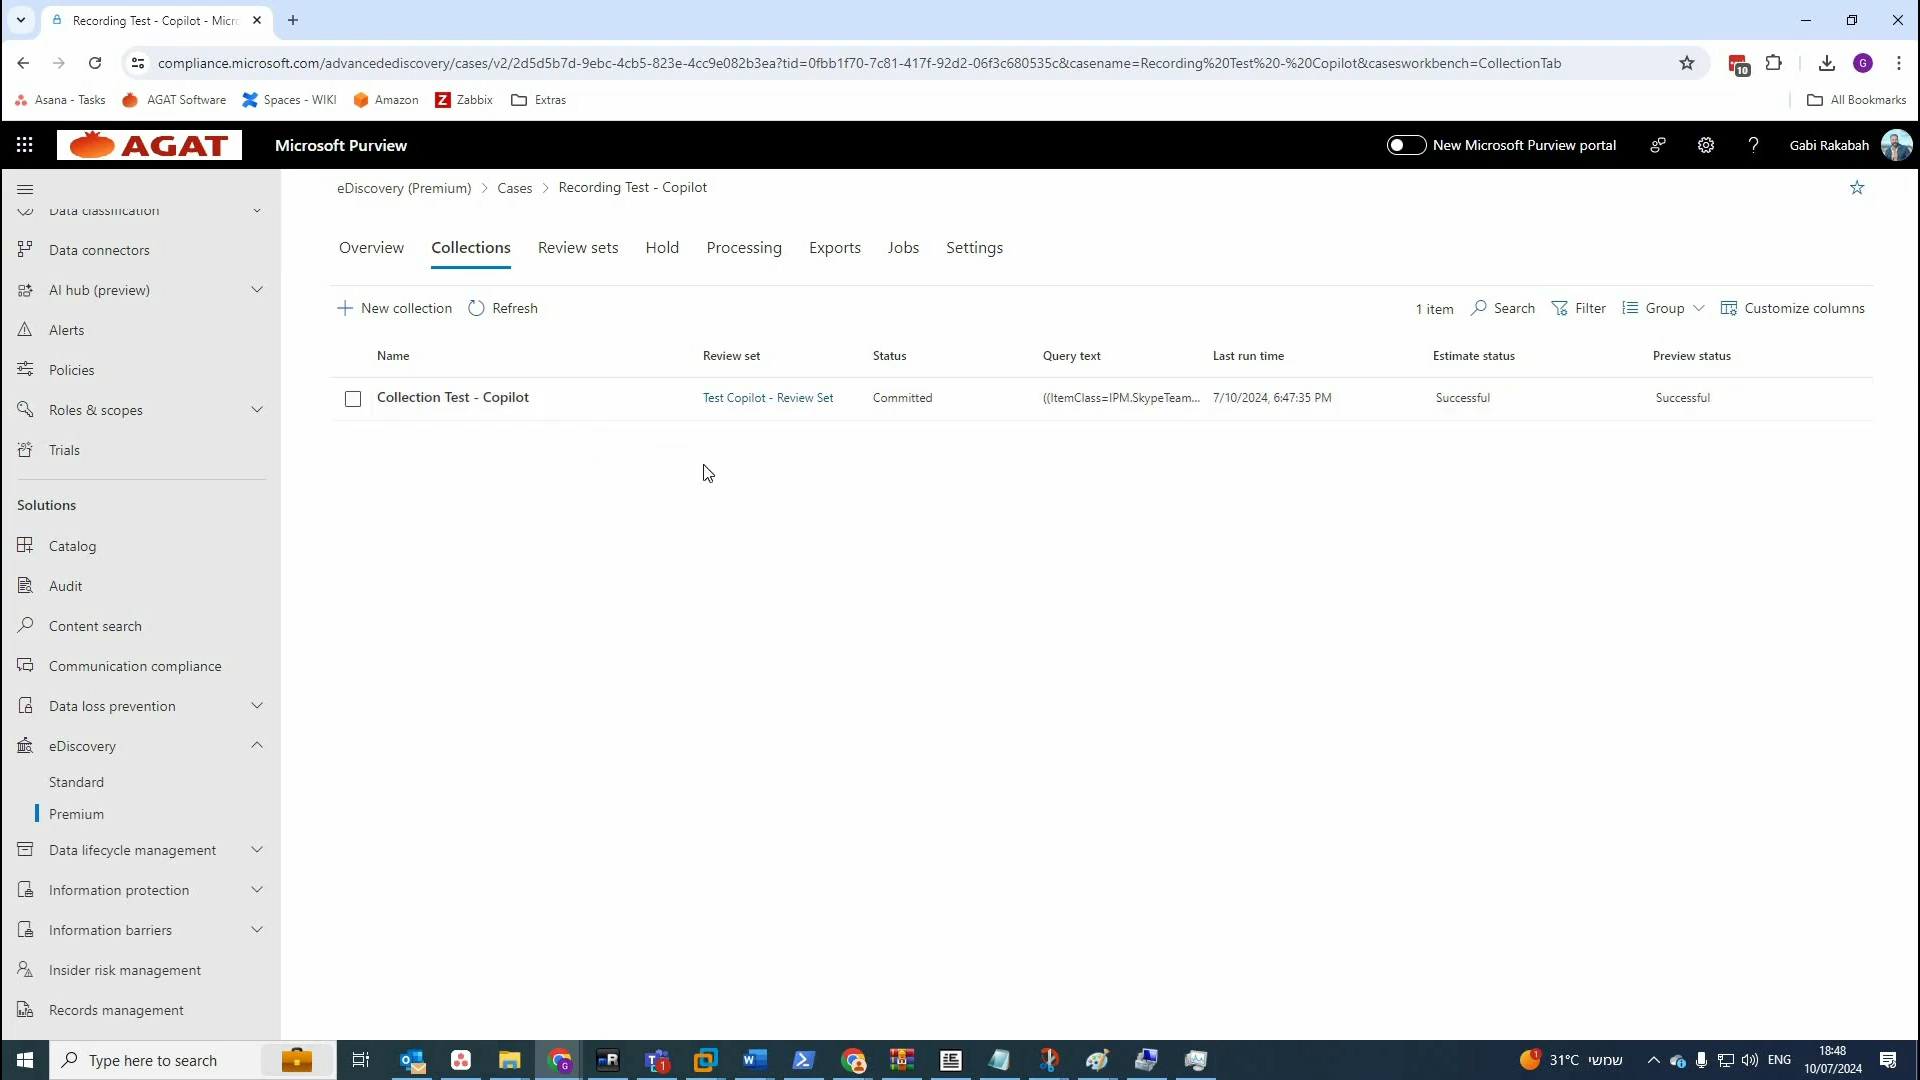 Recording Test - Copilot - Micr
compliance.microsoft.com/advancedediscovery/cases/v2/2d5d5b7d-9ebc-4cb5-823e-4cc9e082b3ea?tid=0fbb1f70-7c81-417f-92d2-06f3c680535c&casename=Recording%20Test%20-%20Copilot&casesworkbench=CollectionTab
10
G
Asana - Tasks
AGAT Software
Spaces - WIKI
Amazon
Z Zabbix
Extras
All Bookmarks
AGAT
Microsoft Purview
New Microsoft Purview portal
?
Gabi Rakabah
Data classification
Data connectors
AI hub (preview)
Alerts
Policies
Roles & scopes
Trials
Solutions
Catalog
Audit
Content search
Communication compliance
Data loss prevention
eDiscovery
Standard
Premium
Data lifecycle management
Information protection
Information barriers
Insider risk management
Records management
eDiscovery (Premium) > Cases > Recording Test - Copilot
Overview Collections Review sets Hold Processing Exports Jobs Settings
+ New collection Refresh
1 item Search Filter Group Customize columns
Name Review set Status Query text Last run time Estimate status Preview status
Collection Test - Copilot Test Copilot - Review Set Committed ((ItemClass=IPM.SkypeTeam... 7/10/2024, 6:47:35 PM Successful Successful
Type here to search
mR
1
1
31°C שמשי
ENG
18:48
10/07/2024